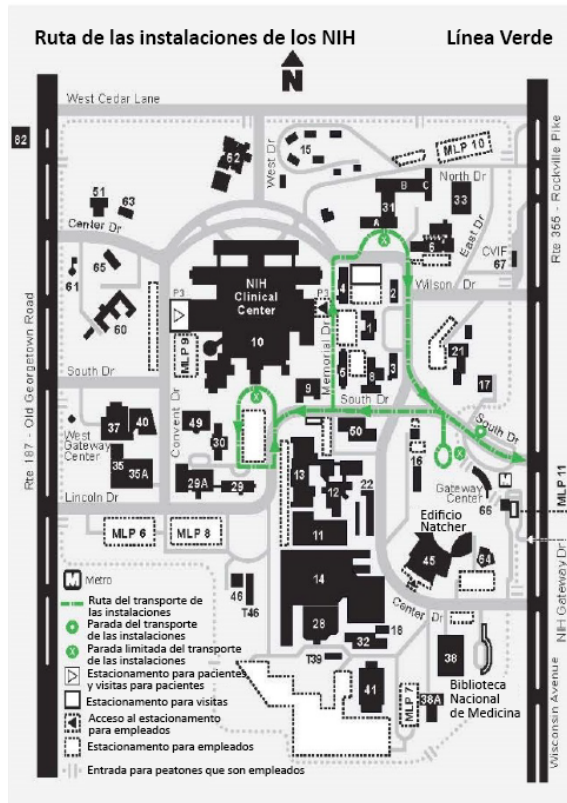 Ruta de las instalaciones de los NIH
Línea Verde
N
West Cedar Lane
82
Rte 187 - Old Georgetown Road
Rte 355 - Rockville Pike
62
West Dr
15
MLP 10
North Dr
B
C
31
A
33
51
63
Center Dr
6
East Dr
CVIF
67
65
61
60
P3
NIH
Clinical
Center
10
P3
4
2
Wilson Dr
MLP 9
Memorial Dr
1
5
8
3
21
South Dr
9
South Dr
17
Convent Dr
West
Gateway
Center
37
40
49
30
50
South Dr
35
35A
29A
29
13
12
22
16
M
Gateway
Center
66
MLP 11
Lincoln Dr
MLP 6
MLP 8
11
Edificio
Natcher
45
64
NIH Gateway Dr
14
46
T46
Center Dr
28
18
32
T39
38
41
MLP 7
38A
Biblioteca
Nacional
de Medicina
Wisconsin Avenue
M Metro
Ruta del transporte de
las instalaciones
Parada del transporte
de las instalaciones
X Parada limitada del transporte
de las instalaciones
Estacionamiento para pacientes
y visitas para pacientes
Estacionamiento para visitas
Acceso al estacionamiento
para empleados
Estacionamiento para empleados
Entrada para peatones que son empleados